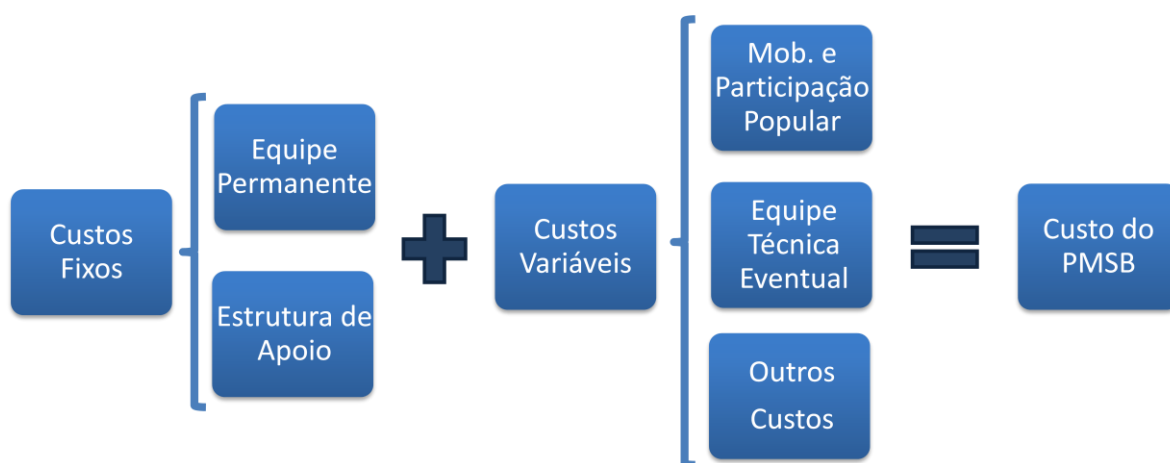 Custos
Fixos
Equipe
Permanente
Estrutura de
Apoio
Custos
Variáveis
Mob. e
Participação
Popular
Equipe
Técnica
Eventual
Outros
Custos
Custo do
PMSB